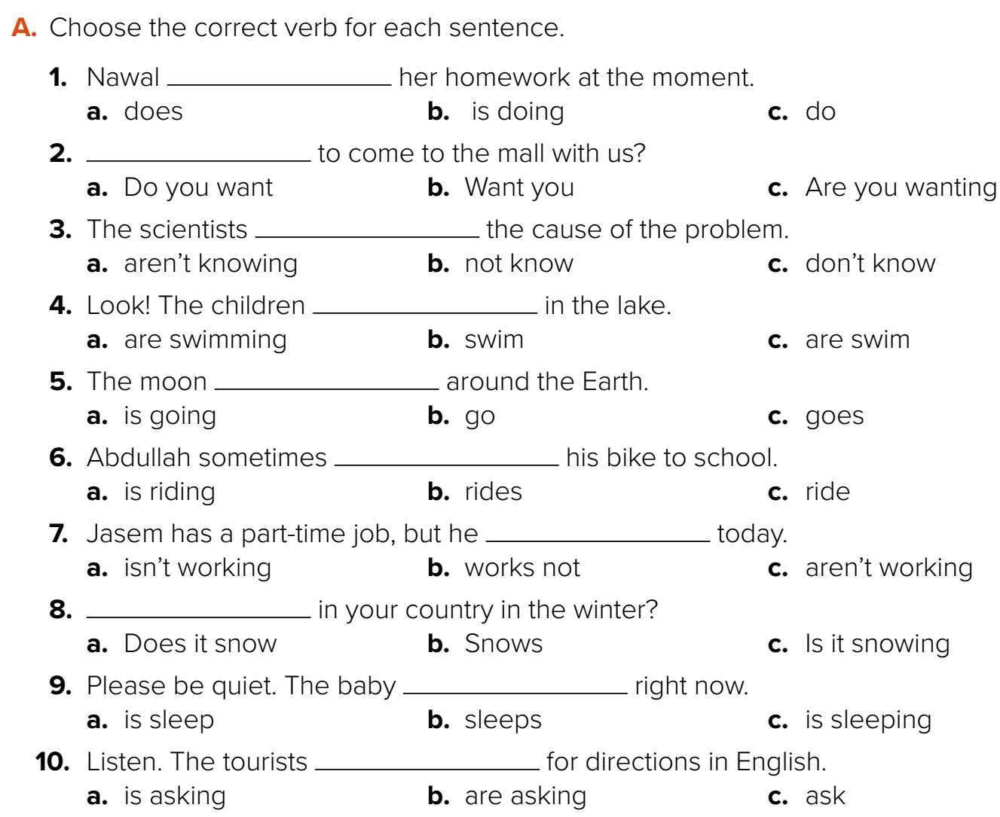 A. Choose the correct verb for each sentence.
1. Nawal ________________ her homework at the moment.
a. does b. is doing c. do
2. ________________ to come to the mall with us?
a. Do you want b. Want you c. Are you wanting
3. The scientists ________________ the cause of the problem.
a. aren’t knowing b. not know c. don’t know
4. Look! The children ________________ in the lake.
a. are swimming b. swim c. are swim
5. The moon ________________ around the Earth.
a. is going b. go c. goes
6. Abdullah sometimes ________________ his bike to school.
a. is riding b. rides c. ride
7. Jasem has a part-time job, but he ________________ today.
a. isn’t working b. works not c. aren’t working
8. ________________ in your country in the winter?
a. Does it snow b. Snows c. Is it snowing
9. Please be quiet. The baby ________________ right now.
a. is sleep b. sleeps c. is sleeping
10. Listen. The tourists ________________ for directions in English.
a. is asking b. are asking c. ask